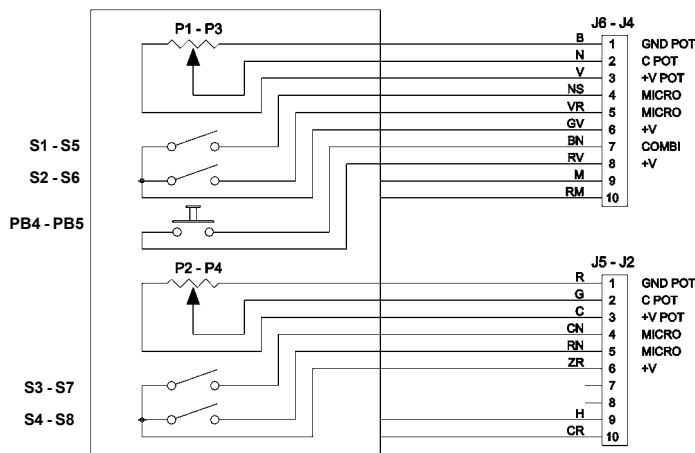 J6 - J4
P1 - P3
B 1 GND POT
N 2 C POT
V 3 +V POT
NS 4 MICRO
VR 5 MICRO
GV 6 +V
BN 7 COMBI
RV 8 +V
M 9
RM 10
S1 - S5
S2 - S6
PB4 - PB5
J5 - J2
P2 - P4
R 1 GND POT
G 2 C POT
C 3 +V POT
CN 4 MICRO
RN 5 MICRO
ZR 6 +V
7
8
H 9
CR 10
S3 - S7
S4 - S8